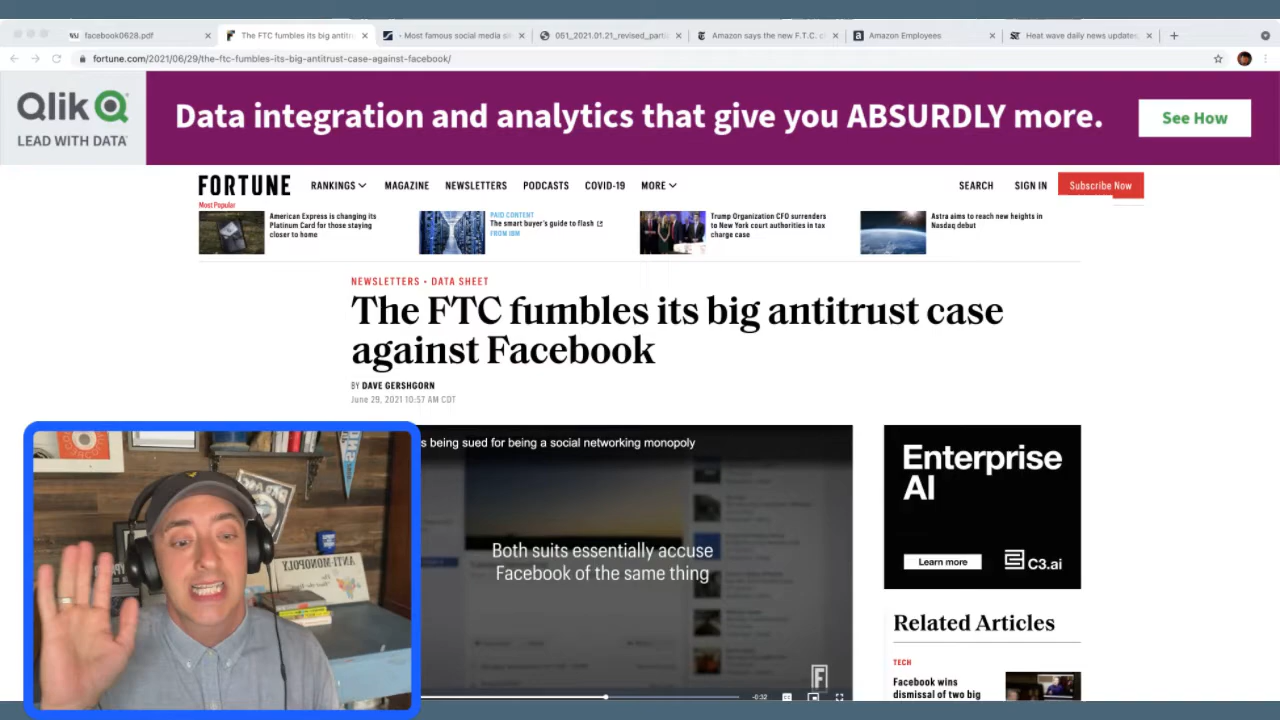 facebook0628.pdf
The FTC fumbles its big antitr
- Most famous social media si
051_2021.01.21_revised_parti
Amazon says the new F.T.C. c
Amazon Employees
Heat wave daily news updates,
fortune.com/2021/06/29/the-ftc-fumbles-its-big-antitrust-case-against-facebook/
Qlik
LEAD WITH DATA
Data integration and analytics that give you ABSURDLY more.
See How
FORTUNE
RANKINGS
MAGAZINE
NEWSLETTERS
PODCASTS
COVID-19
MORE
SEARCH
SIGN IN
Subscribe Now
Most Popular
American Express is changing its
Platinum Card for those staying
closer to home
PAID CONTENT
The smart buyer's guide to flash
FROM IBM
Trump Organization CFO surrenders
to New York court authorities in tax
charge case
Astra aims to reach new heights in
Nasdaq debut
NEWSLETTERS • DATA SHEET
The FTC fumbles its big antitrust case
against Facebook
BY DAVE GERSHGORN
June 29, 2021 10:57 AM CDT
s being sued for being a social networking monopoly
Both suits essentially accuse
Facebook of the same thing
F
-0:32
ANTI-MONOPOLY
Enterprise
AI
Learn more
C3.ai
Related Articles
TECH
Facebook wins
dismissal of two big